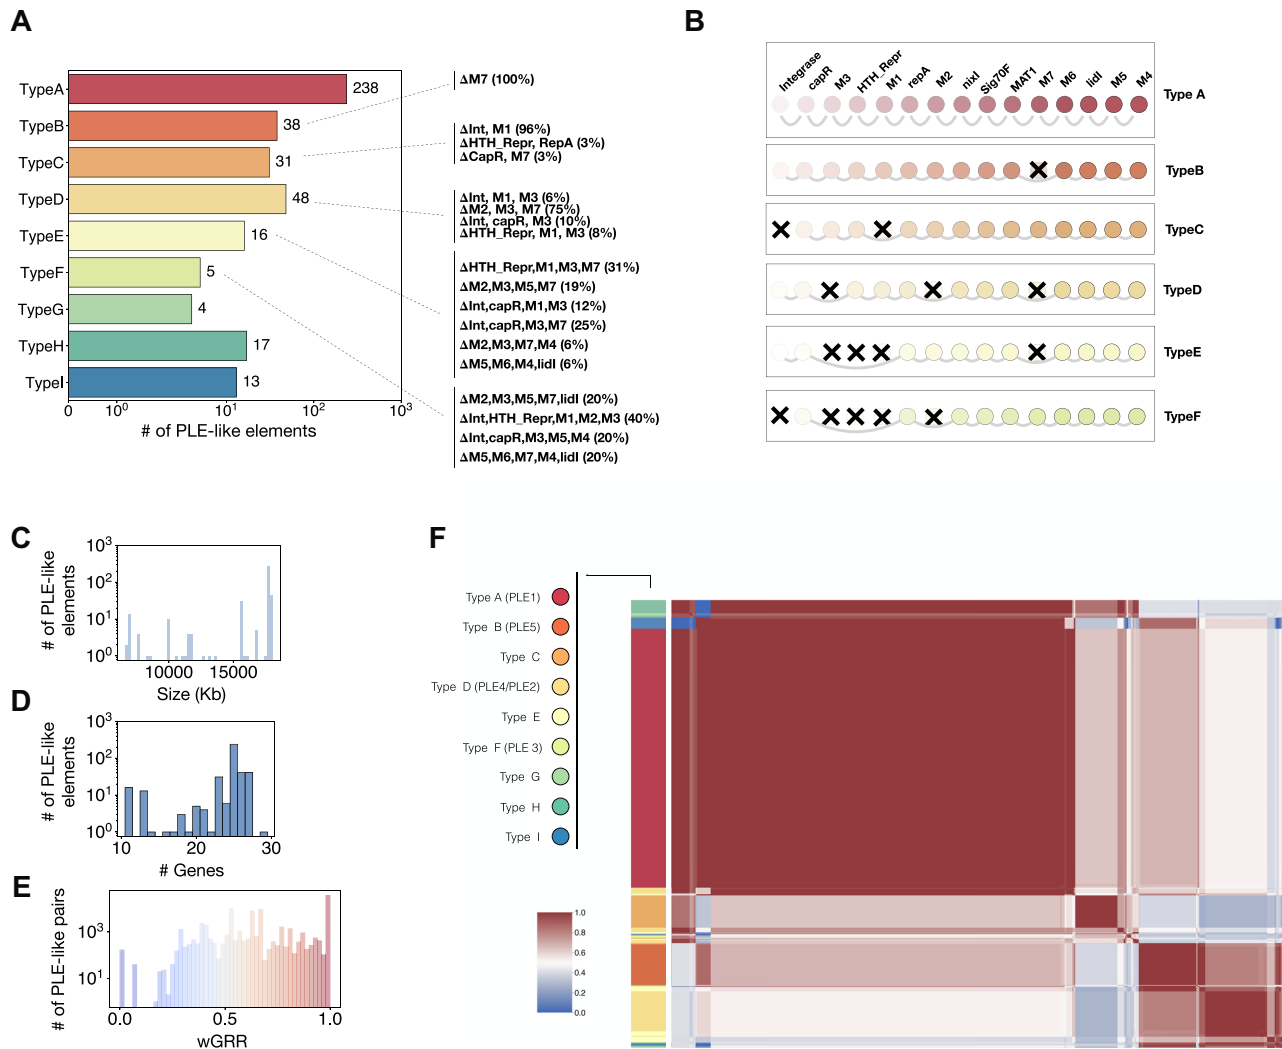 A
TypeA
238
TypeB
38
TypeC
31
TypeD
48
TypeE
16
TypeF
5
TypeG
4
TypeH
17
TypeI
13
0
10⁰
10¹
10²
10³
# of PLE-like elements
ΔM7 (100%)
ΔInt, M1 (96%)
ΔHTH_Repr, RepA (3%)
ΔCapR, M7 (3%)
ΔInt, M1, M3 (6%)
ΔM2, M3, M7 (75%)
ΔInt, capR, M3 (10%)
ΔHTH_Repr, M1, M3 (8%)
ΔHTH_Repr,M1,M3,M7 (31%)
ΔM2,M3,M5,M7 (19%)
ΔInt,capR,M1,M3 (12%)
ΔInt,capR,M3,M7 (25%)
ΔM2,M3,M7,M4 (6%)
ΔM5,M6,M4,lidI (6%)
ΔM2,M3,M5,M7,lidI (20%)
ΔInt,HTH_Repr,M1,M2,M3 (40%)
ΔInt,capR,M3,M5,M4 (20%)
ΔM5,M6,M7,M4,lidI (20%)
B
Integrase
capR
M3
HTH_Repr
M1
repA
M2
nixI
Sig70F
MAT1
M7
M6
lidI
M5
M4
Type A
TypeB
TypeC
TypeD
TypeE
TypeF
C
# of PLE-like
elements
10³
10²
10¹
10⁰
10000
15000
Size (Kb)
D
# of PLE-like
elements
10³
10²
10¹
10⁰
10
20
30
# Genes
E
# of PLE-like pairs
10³
10¹
0.0
0.5
1.0
wGRR
F
Type A (PLE1)
Type B (PLE5)
Type C
Type D (PLE4/PLE2)
Type E
Type F (PLE 3)
Type G
Type H
Type I
1.0
0.8
0.6
0.4
0.2
0.0